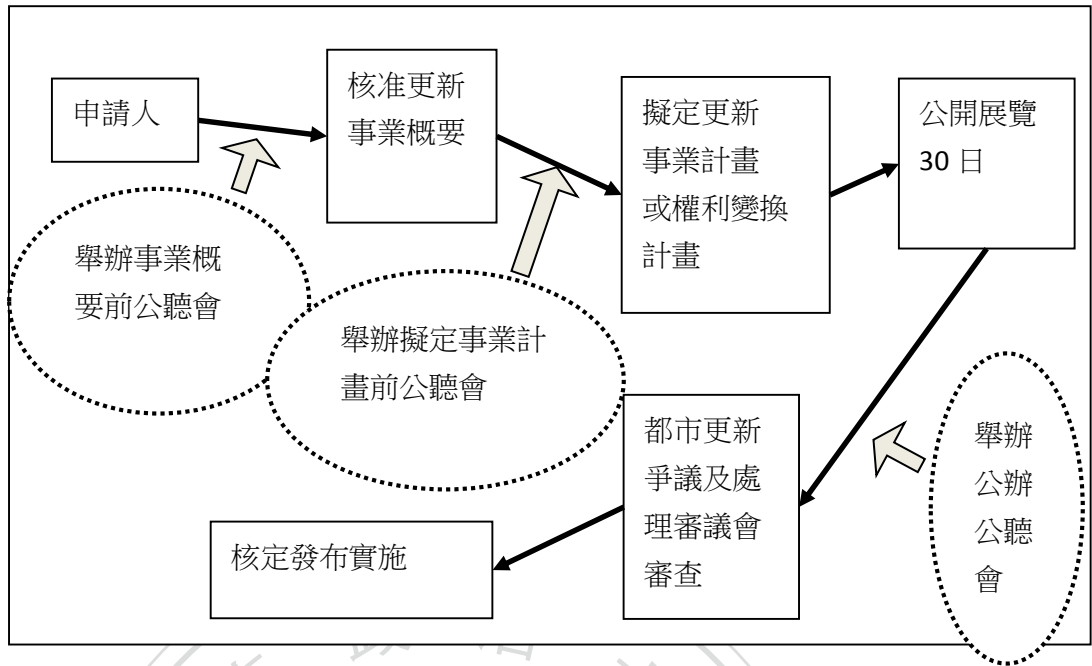 申請人
核准更新
事業概要
擬定更新
事業計畫
或權利變換
計畫
公開展覽
30 日
舉辦事業概
要前公聽會
舉辦擬定事業計
畫前公聽會
都市更新
爭議及處
理審議會
審查
舉辦
公辦
公聽
會
核定發布實施